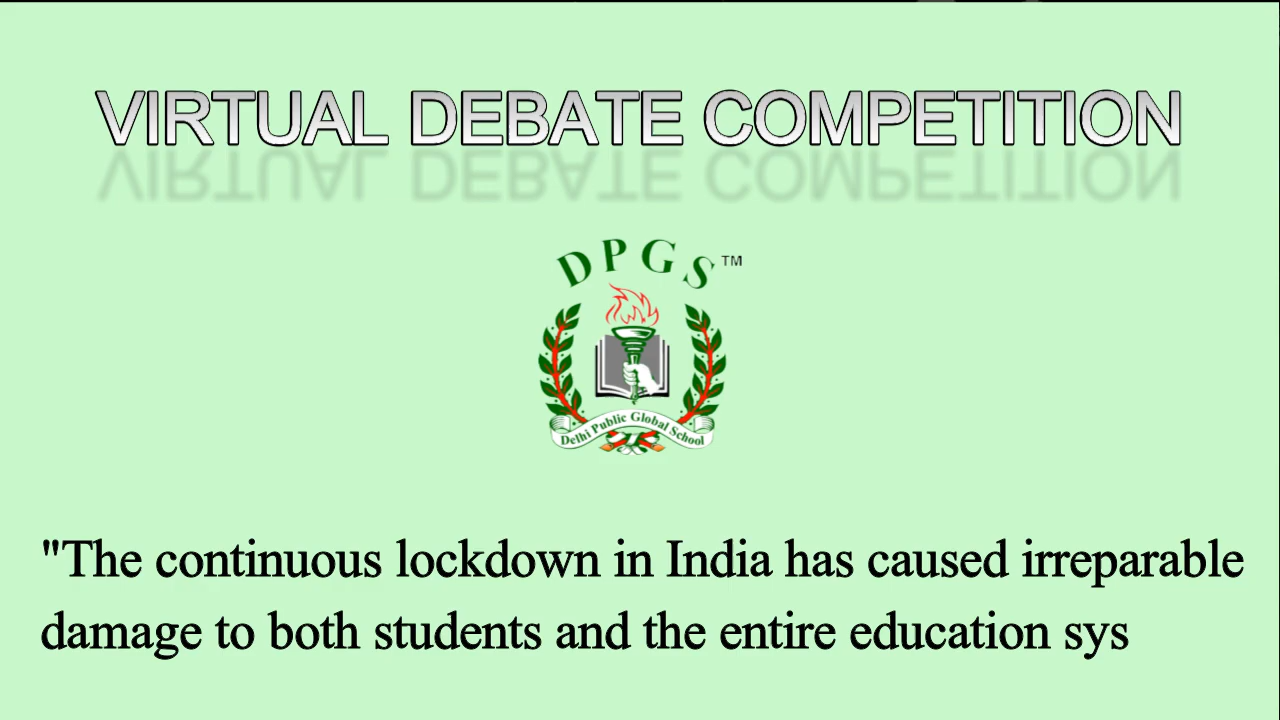 VIRTUAL DEBATE COMPETITION
DPGS™
Delhi Public Global School
"The continuous lockdown in India has caused irreparable
damage to both students and the entire education sys